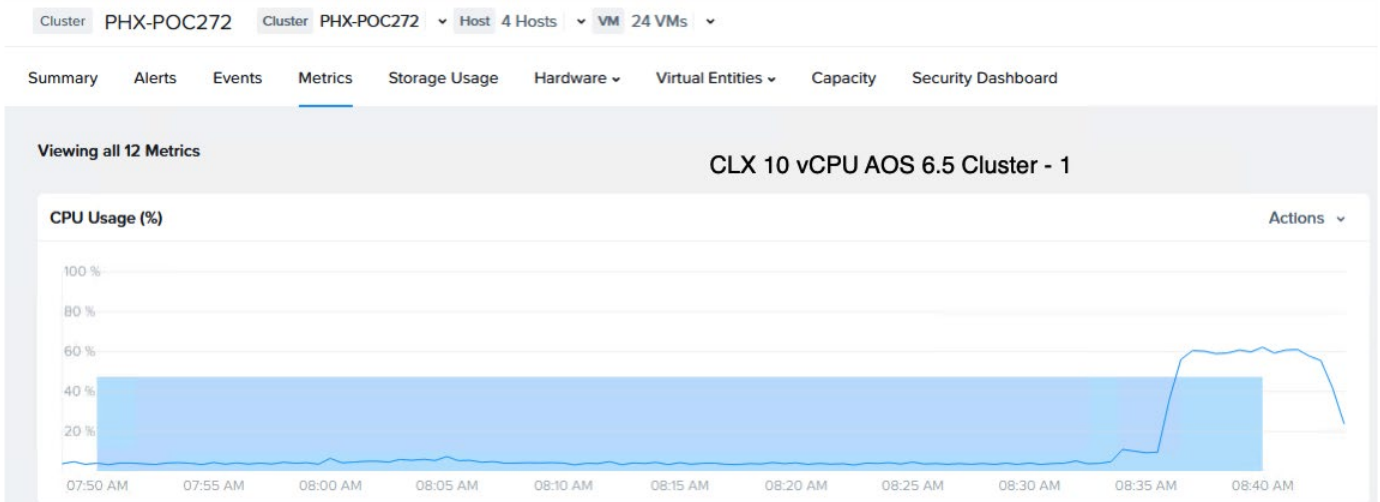 Cluster PHX-POC272 Cluster PHX-POC272 Host 4 Hosts VM 24 VMs
Summary Alerts Events Metrics Storage Usage Hardware Virtual Entities Capacity Security Dashboard
Viewing all 12 Metrics
CLX 10 vCPU AOS 6.5 Cluster - 1
CPU Usage (%) Actions
100 %
80 %
60 %
40 %
20 %
07:50 AM 07:55 AM 08:00 AM 08:05 AM 08:10 AM 08:15 AM 08:20 AM 08:25 AM 08:30 AM 08:35 AM 08:40 AM